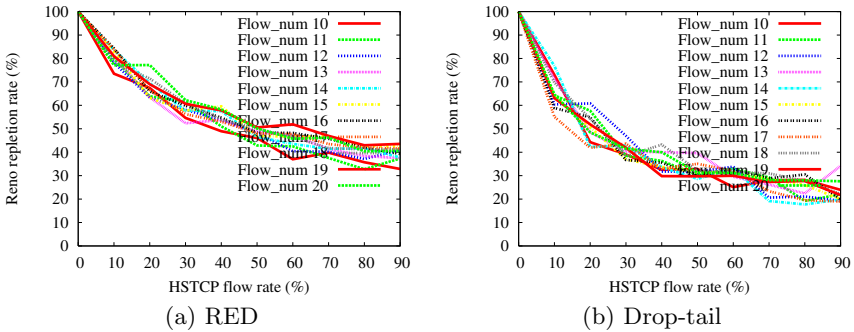 Reno repletion rate (%)
100
90
80
70
60
50
40
30
20
10
0
Flow_num 10
Flow_num 11
Flow_num 12
Flow_num 13
Flow_num 14
Flow_num 15
Flow_num 16
Flow_num 17
Flow_num 18
Flow_num 19
Flow_num 20
0 10 20 30 40 50 60 70 80 90
HSTCP flow rate (%)
(a) RED
Reno repletion rate (%)
100
90
80
70
60
50
40
30
20
10
0
Flow_num 10
Flow_num 11
Flow_num 12
Flow_num 13
Flow_num 14
Flow_num 15
Flow_num 16
Flow_num 17
Flow_num 18
Flow_num 19
Flow_num 20
0 10 20 30 40 50 60 70 80 90
HSTCP flow rate (%)
(b) Drop-tail